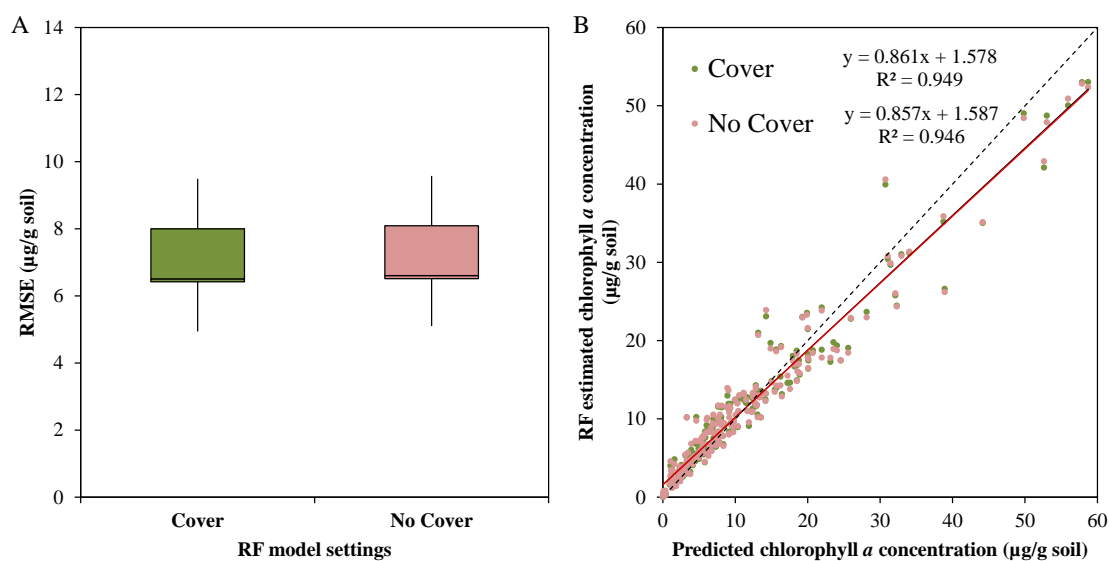 A
14
12
10
8
6
4
2
0
RMSE (µg/g soil)
Cover
No Cover
RF model settings
B
60
50
40
30
20
10
0
RF estimated chlorophyll a concentration
(µg/g soil)
Cover
No Cover
y = 0.861x + 1.578
R² = 0.949
y = 0.857x + 1.587
R² = 0.946
0
10
20
30
40
50
60
Predicted chlorophyll a concentration (µg/g soil)